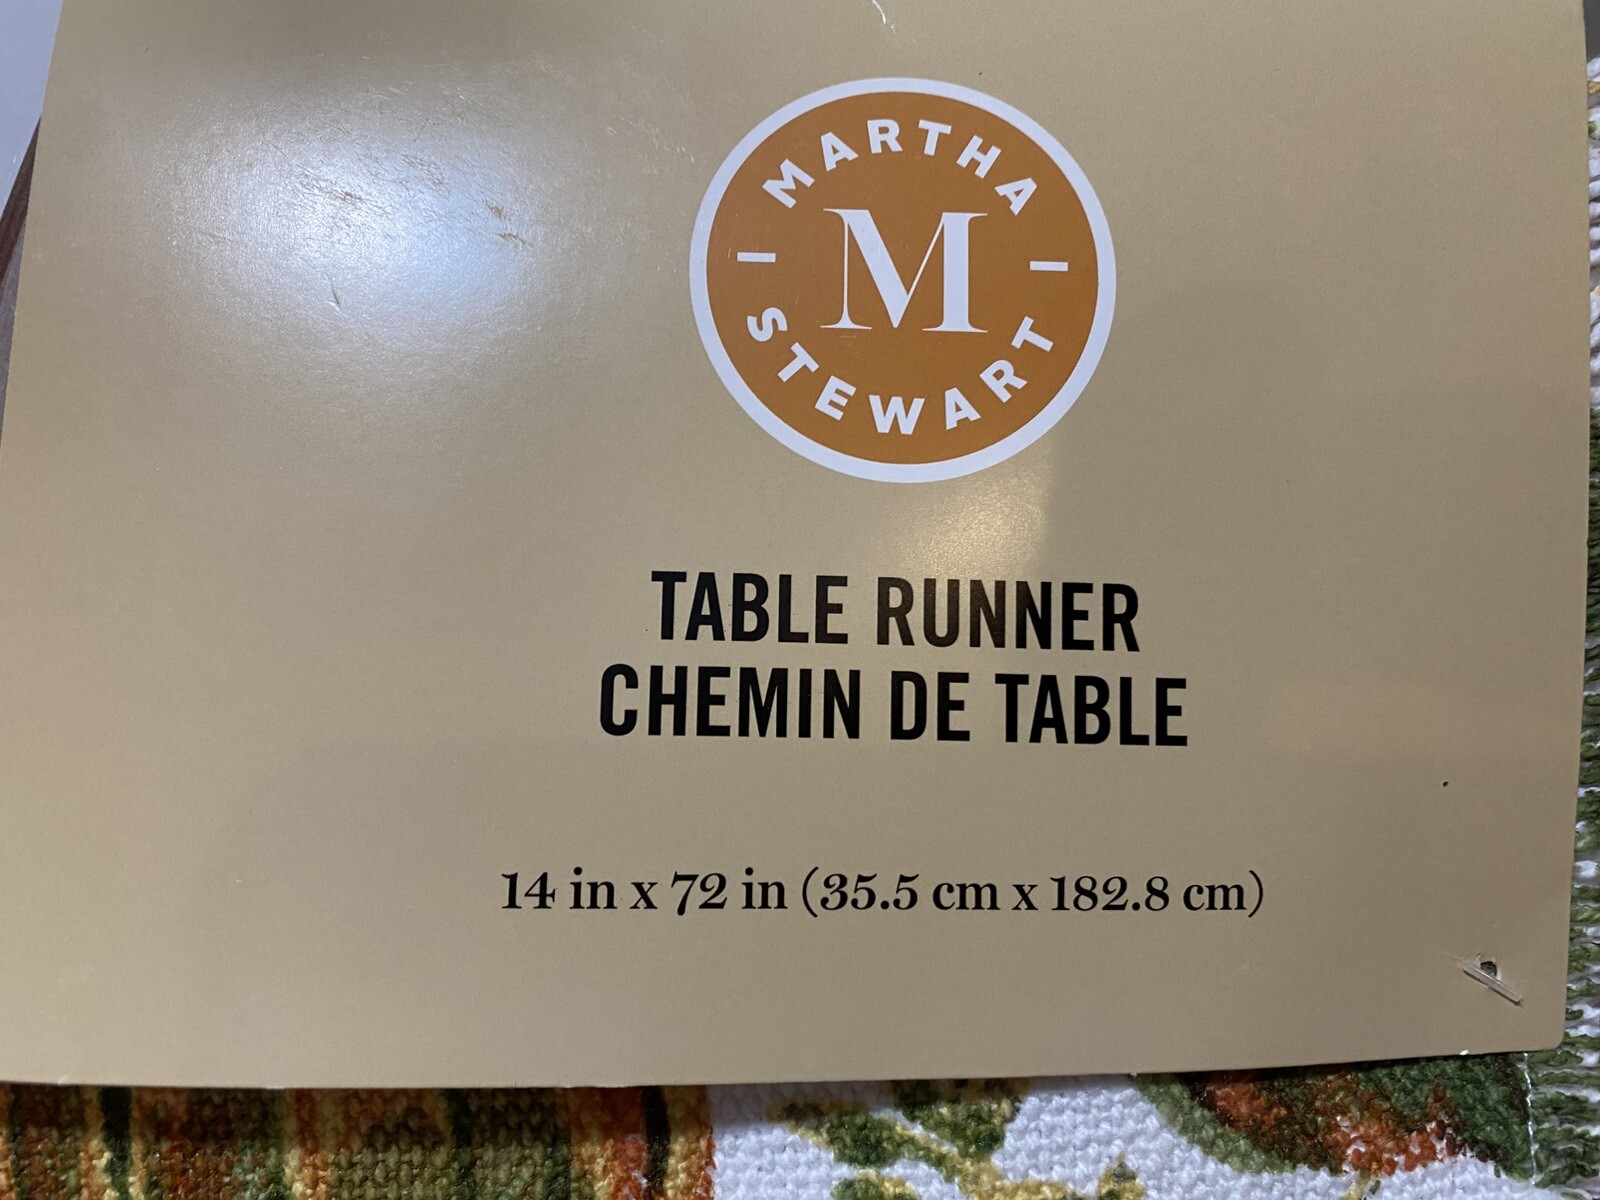 MARTHA
M
STEWART
TABLE RUNNER
CHEMIN DE TABLE
14 in x 72 in (35.5 cm x 182.8 cm)